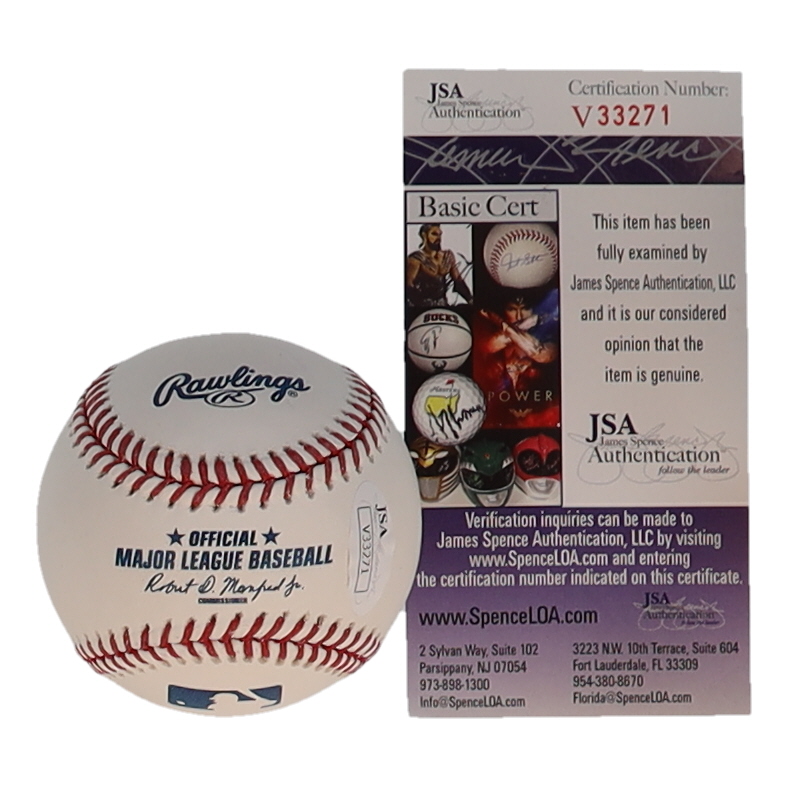 Rawlings
R
OFFICIAL
MAJOR LEAGUE BASEBALL
Robert D. Manfred Jr.
COMMISSIONER
JSA
V33271
JSA
James Spence
Authentication
Certification Number:
V33271
Basic Cert
BUCKS
Masters
POWER
This item has been
fully examined by
James Spence Authentication, LLC
and it is our considered
opinion that the
item is genuine.
JSA
James Spence
Authentication
follow the leader
Verification inquiries can be made to
James Spence Authentication, LLC by visiting
www.SpenceLOA.com and entering
the certification number indicated on this certificate.
www.SpenceLOA.com
JSA
Authentication
2 Sylvan Way, Suite 102
Parsippany, NJ 07054
973-898-1300
Info@SpenceLOA.com
3223 N.W. 10th Terrace, Suite 604
Fort Lauderdale, FL 33309
954-380-8670
Florida@SpenceLOA.com